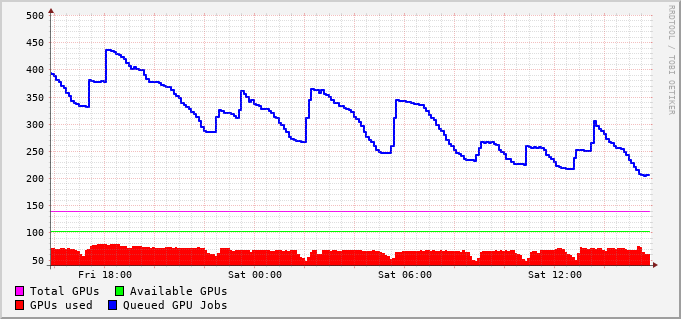 500
450
400
350
300
250
200
150
100
50
Fri 18:00 Sat 00:00 Sat 06:00 Sat 12:00
Total GPUs Available GPUs
GPUs used Queued GPU Jobs
RRDTOOL / TOBI OETIKER